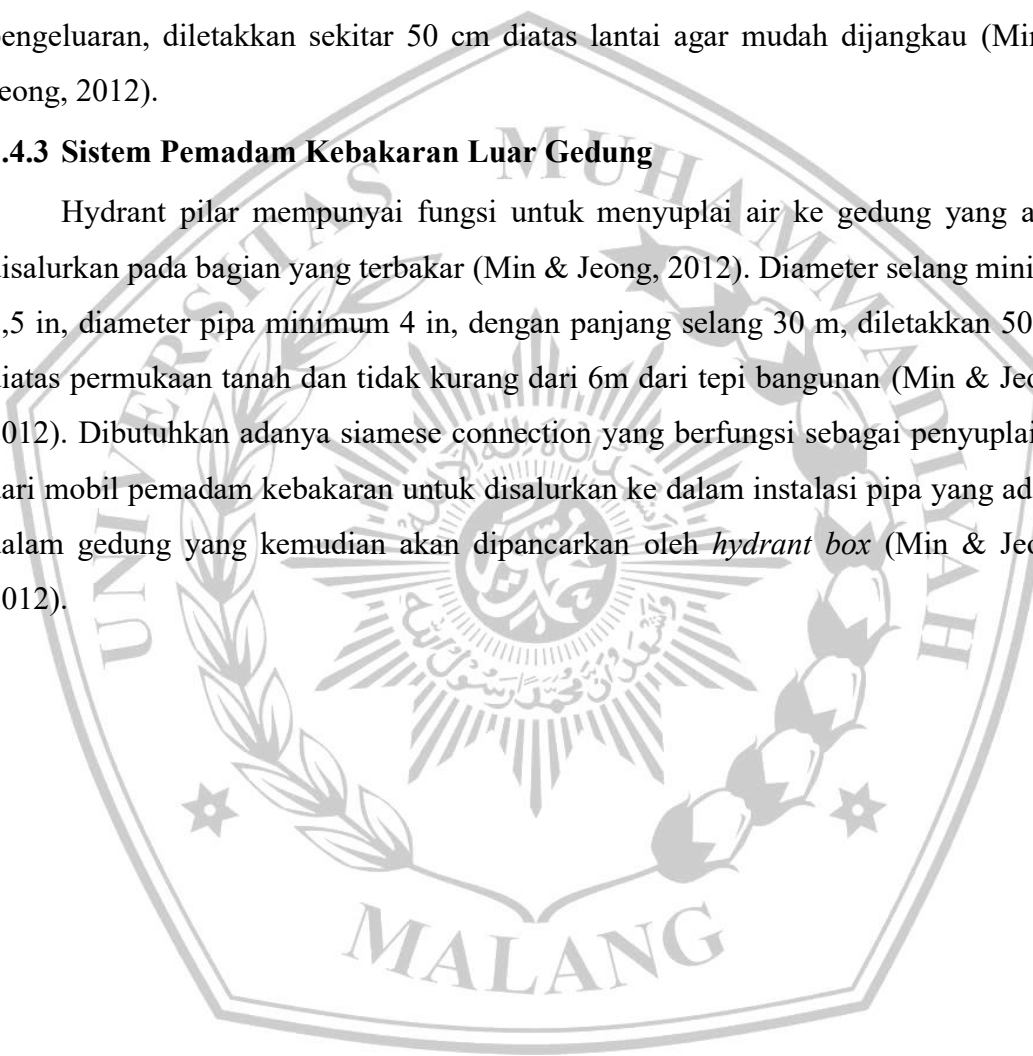 pengeluaran, diletakkan sekitar 50 cm diatas lantai agar mudah dijangkau (Min
eong, 2012).
.4.3 Sistem Pemadam Kebakaran Luar Gedung
Hydrant pilar mempunyai fungsi untuk menyuplai air ke gedung yang a
disalurkan pada bagian yang terbakar (Min & Jeong, 2012). Diameter selang mini
,5 in, diameter pipa minimum 4 in, dengan panjang selang 30 m, diletakkan 50
diatas permukaan tanah dan tidak kurang dari 6m dari tepi bangunan (Min & Jeo
2012). Dibutuhkan adanya siamese connection yang berfungsi sebagai penyuplai
dari mobil pemadam kebakaran untuk disalurkan ke dalam instalasi pipa yang ad
dalam gedung yang kemudian akan dipancarkan oleh hydrant box (Min & Jeo
2012).
UNIVERSITAS MUHAMMADIYAH
MALANG